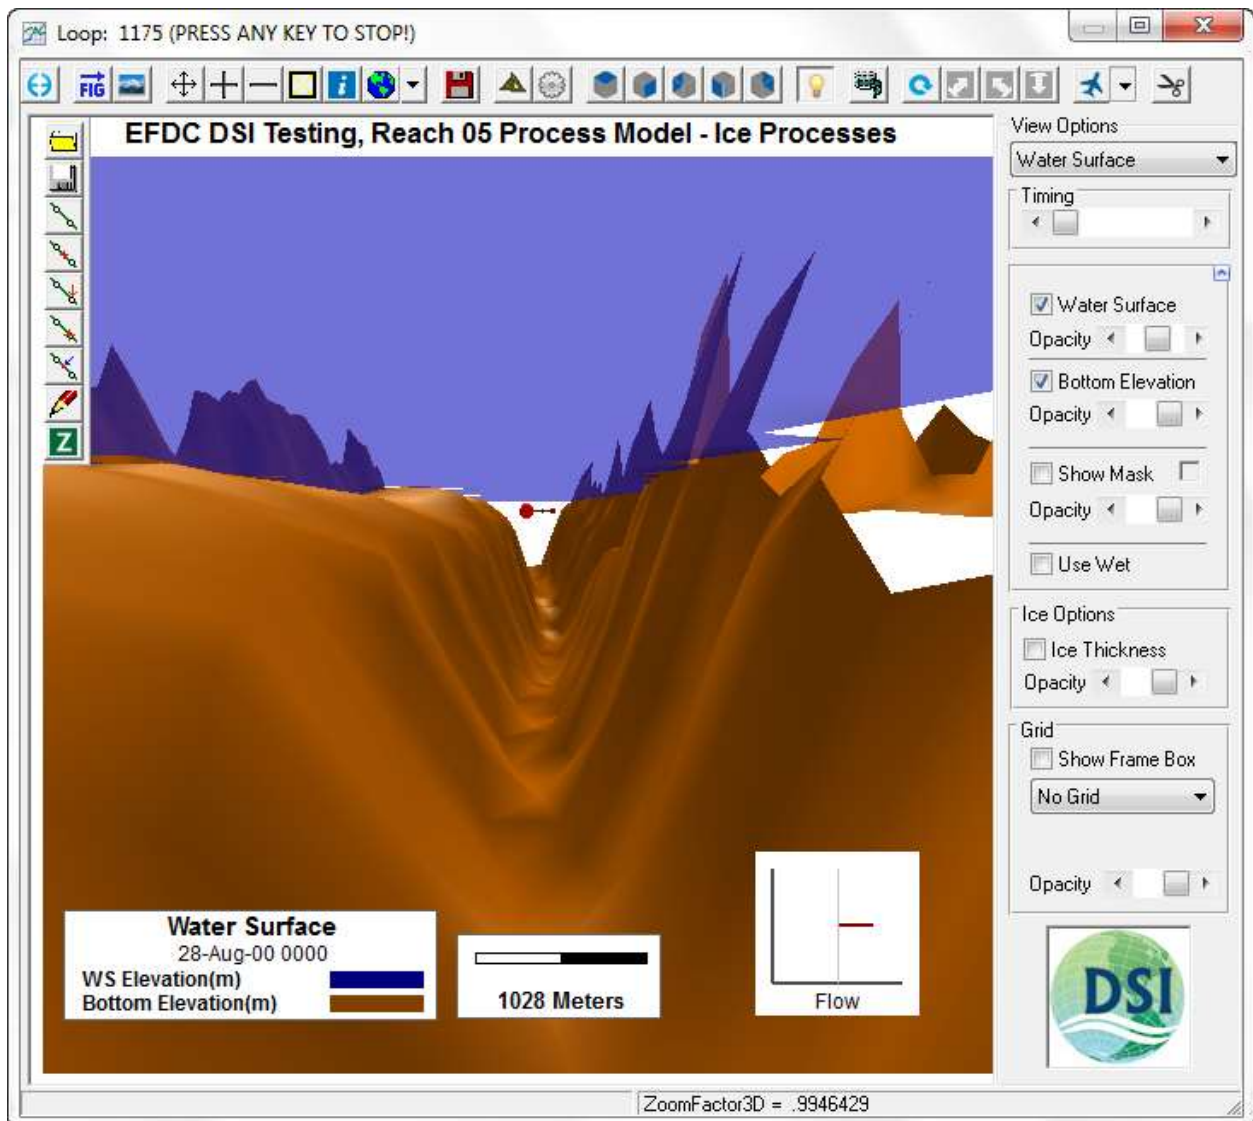 Loop: 1175 (PRESS ANY KEY TO STOP!)
FIG
EFDC DSI Testing, Reach 05 Process Model - Ice Processes
Z
View Options
Water Surface
Timing
Water Surface
Opacity
Bottom Elevation
Opacity
Show Mask
Opacity
Use Wet
Ice Options
Ice Thickness
Opacity
Grid
Show Frame Box
No Grid
Opacity
Water Surface
28-Aug-00 0000
WS Elevation(m)
Bottom Elevation(m)
1028 Meters
Flow
DSI
ZoomFactor3D = .9946429